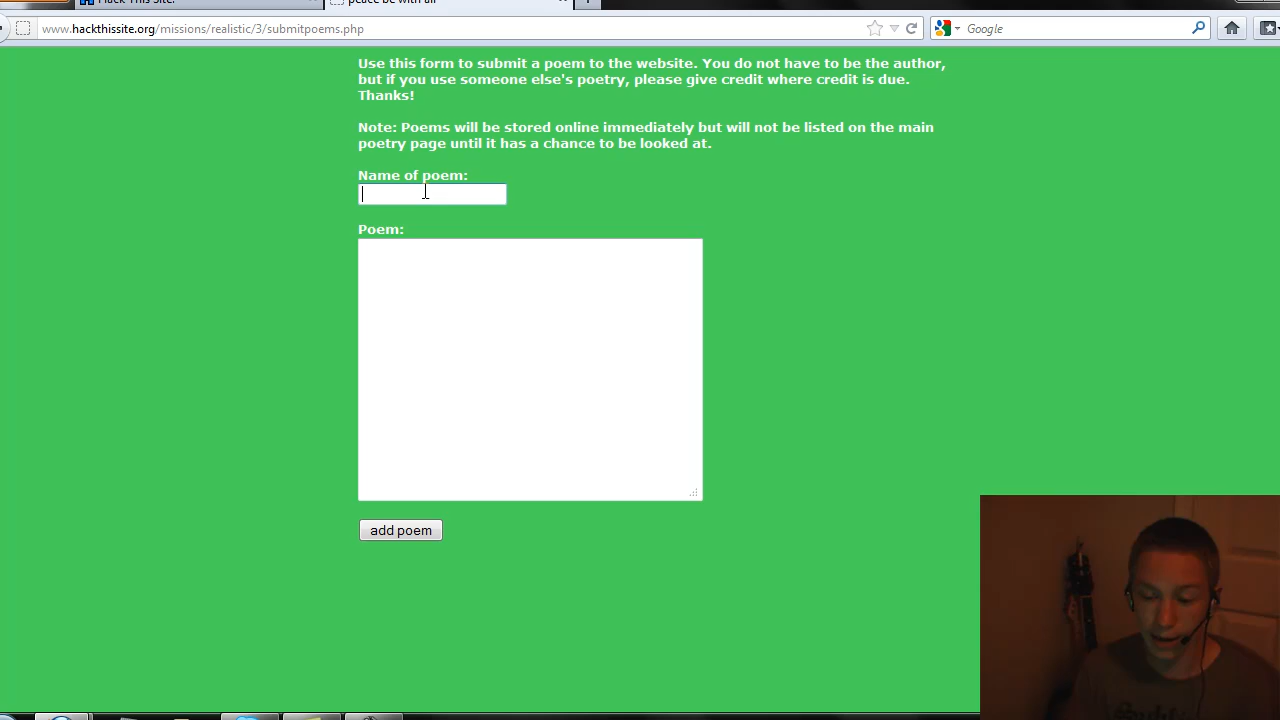 Hack This Site!
peace be with all
www.hackthissite.org/missions/realistic/3/submitpoems.php
Google
Use this form to submit a poem to the website. You do not have to be the author,
but if you use someone else's poetry, please give credit where credit is due.
Thanks!
Note: Poems will be stored online immediately but will not be listed on the main
poetry page until it has a chance to be looked at.
Name of poem:
Poem:
add poem